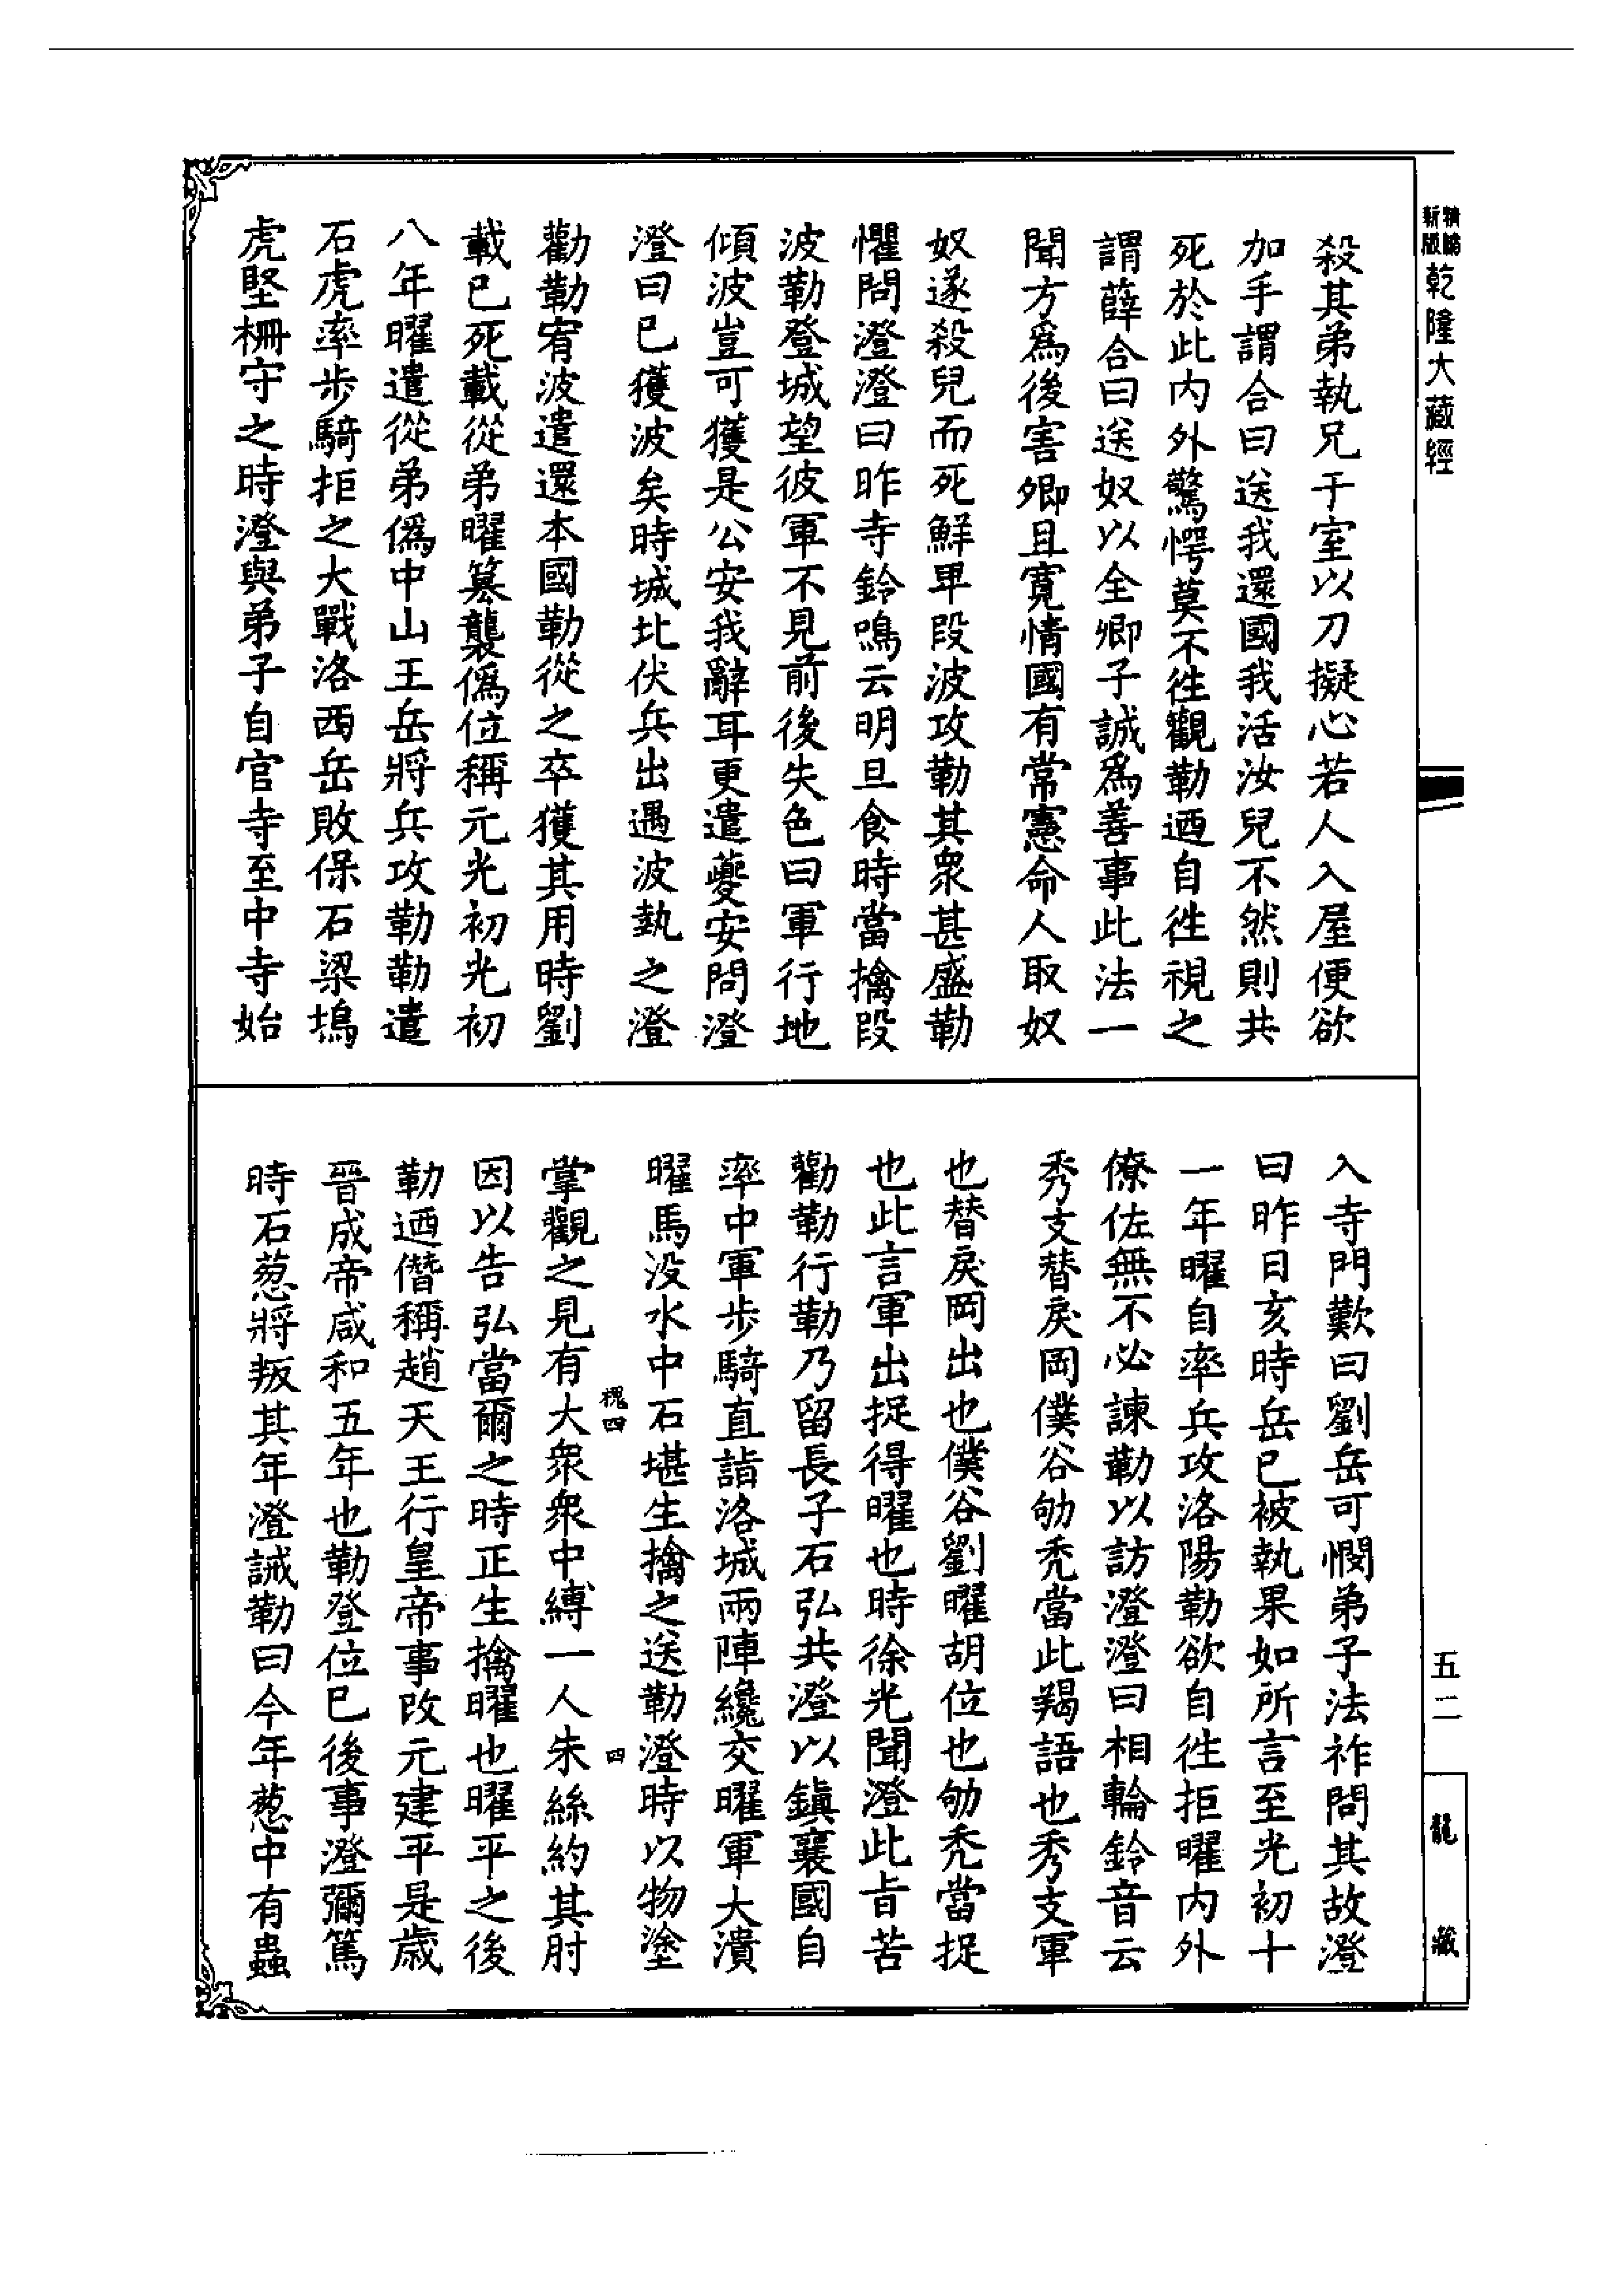 精編
新版
乾隆大藏經
殺其弟執兄于室以刀擬心若人入屋便欲
加手謂合曰送我還國我活汝兒不然則共
死於此内外驚愕莫不徃觀勒迺自徃視之
謂薛合曰送奴以全卿子誠爲善事此法一
聞方爲後害卿且寛情國有常憲命人取奴
奴遂殺兒而死鮮卑段波攻勒其衆甚盛勒
懼問澄澄曰昨寺鈴鳴云明旦食時當擒段
波勒登城望彼軍不見前後失色曰軍行地
傾波豈可獲是公安我辭耳更遣夔安問澄
澄曰已獲波矣時城北伏兵出遇波執之澄
勸勒宥波遣還本國勒從之卒獲其用時劉
載已死載從弟曜篡襲僞位稱元光初光初
八年曜遣從弟僞中山王岳將兵攻勒勒遣
石虎率步騎拒之大戰洛西岳敗保石梁塢
虎堅柵守之時澄與弟子自官寺至中寺始
入寺門歎曰劉岳可憫弟子法祚問其故澄
曰昨日亥時岳已被執果如所言至光初十
一年曜自率兵攻洛陽勒欲自徃拒曜内外
僚佐無不必諫勒以訪澄澄曰相輪鈴音云
秀支替戾岡僕谷劬秃當此羯語也秀支軍
也替戾岡出也僕谷劉曜胡位也劬秃當捉
也此言軍出捉得曜也時徐光聞澄此旨苦
勸勒行勒乃留長子石弘共澄以鎮襄國自
率中軍步騎直詣洛城兩陣纔交曜軍大潰
曜馬没水中石堪生擒之送勒澄時以物塗
槐四
四
掌觀之見有大衆衆中縛一人朱絲約其肘
因以告弘當爾之時正生擒曜也曜平之後
勒迺僭稱趙天王行皇帝事改元建平是歲
晉成帝咸和五年也勒登位已後事澄彌篤
時石葱將叛其年澄誡勒曰今年葱中有蟲
五二
龍藏